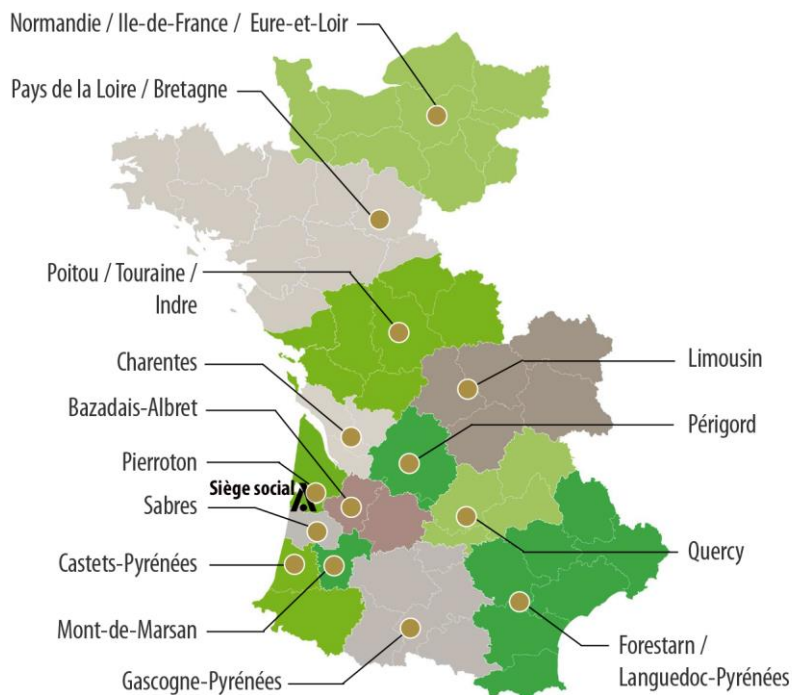 Normandie / Ile-de-France / Eure-et-Loir
Pays de la Loire / Bretagne
Poitou / Touraine /
Indre
Charentes
Bazadais-Albret
Pierroton
Siège social
Sabres
Castets-Pyrénées
Mont-de-Marsan
Gascogne-Pyrénées
Limousin
Périgord
Quercy
Forestarn /
Languedoc-Pyrénées